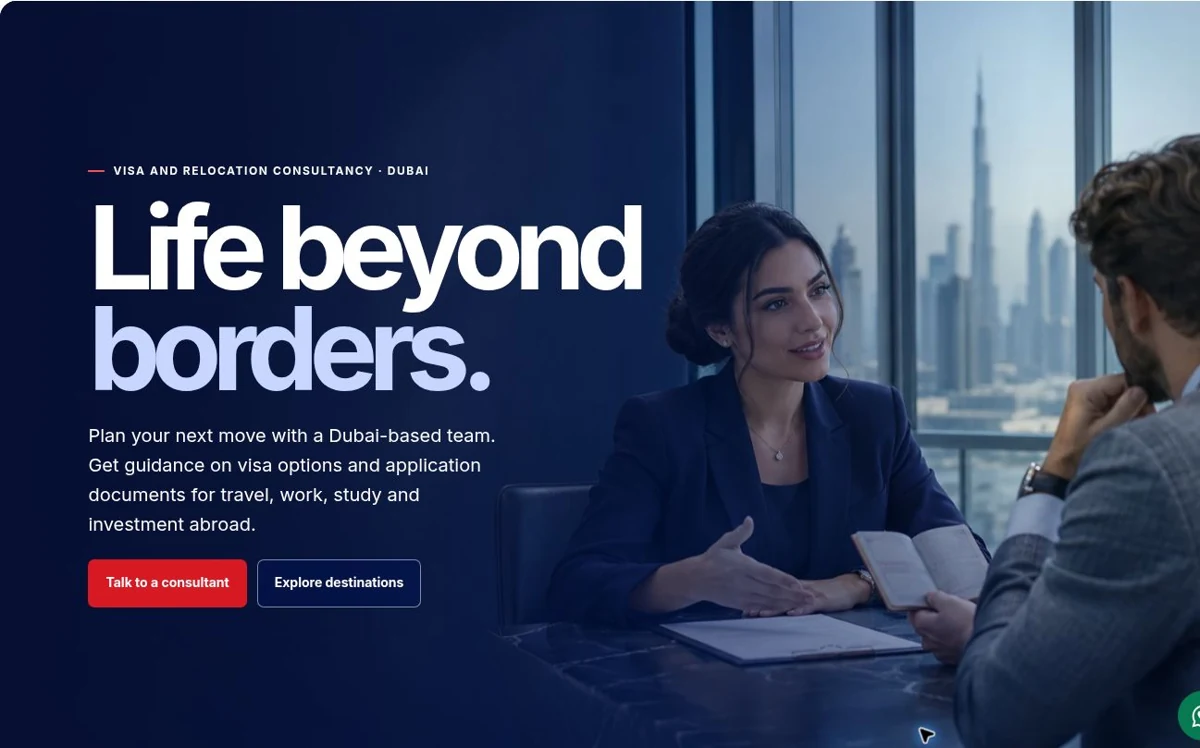 VISA AND RELOCATION CONSULTANCY · DUBAI
Life beyond
borders.
Plan your next move with a Dubai-based team.
Get guidance on visa options and application
documents for travel, work, study and
investment abroad.
Talk to a consultant
Explore destinations